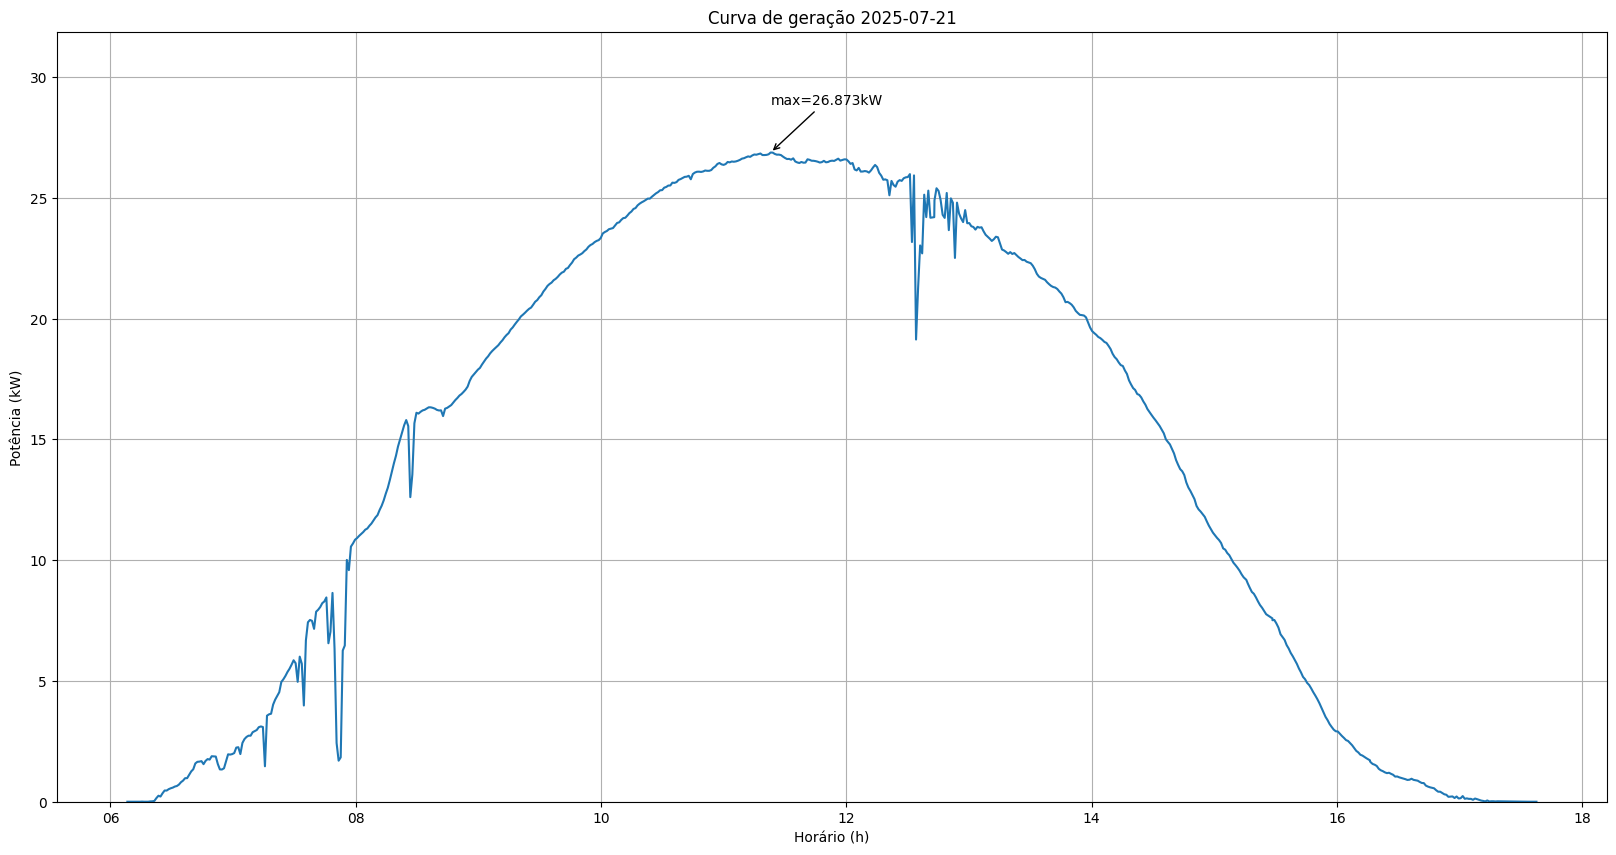 Curva de geração 2025-07-21
30
max=26.873kW
25
20
15
10
5
0
Potência (kW)
06 08 10 12 14 16 18
Horário (h)